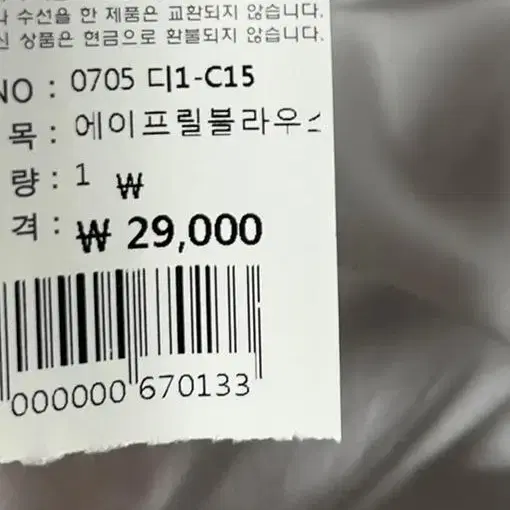 수선을 한 제품은 교환되지 않습니다.
상품은 현금으로 환불되지 않습니다.
NO : 0705 디1-C15
목 : 에이프릴블라우스
량 : 1 ₩
격 : ₩ 29,000
000000 670133